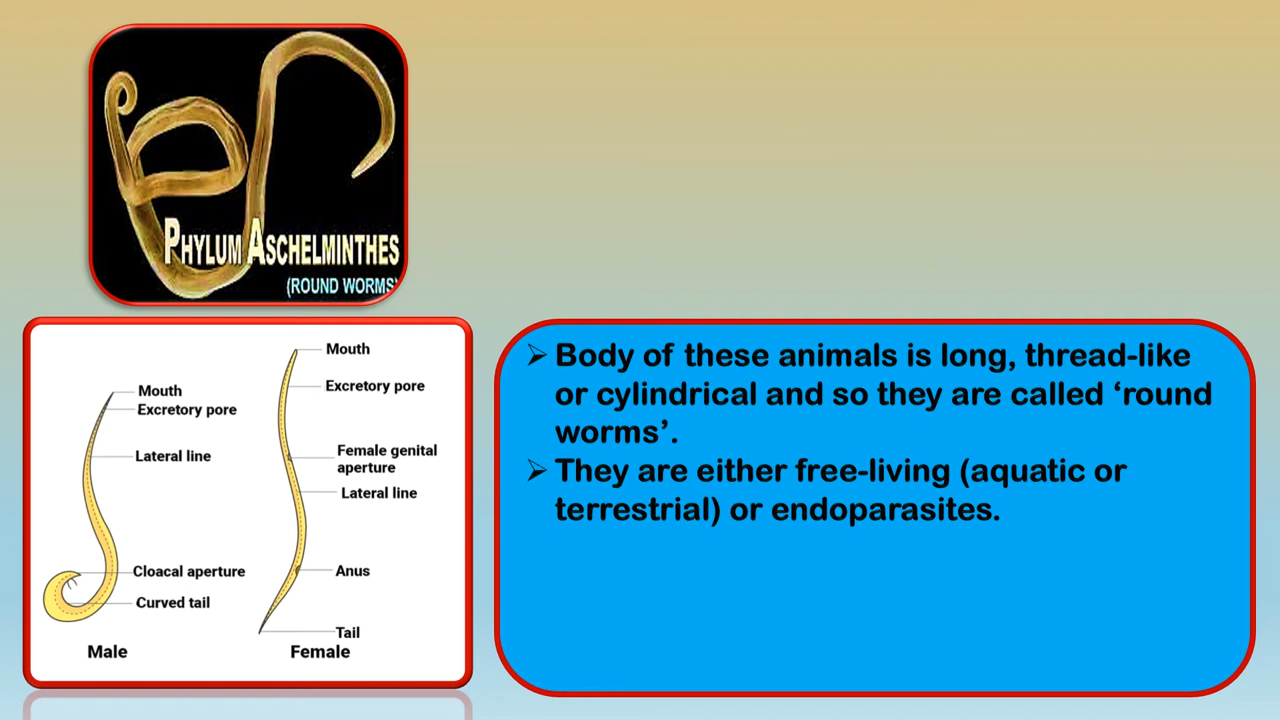 PHYLUM ASCHELMINTHES
(ROUND WORMS)
Mouth
Excretory pore
Lateral line
Cloacal aperture
Curved tail
Male
Mouth
Excretory pore
Female genital
aperture
Lateral line
Anus
Tail
Female
➢ Body of these animals is long, thread-like
or cylindrical and so they are called ‘round
worms’.
➢ They are either free-living (aquatic or
terrestrial) or endoparasites.